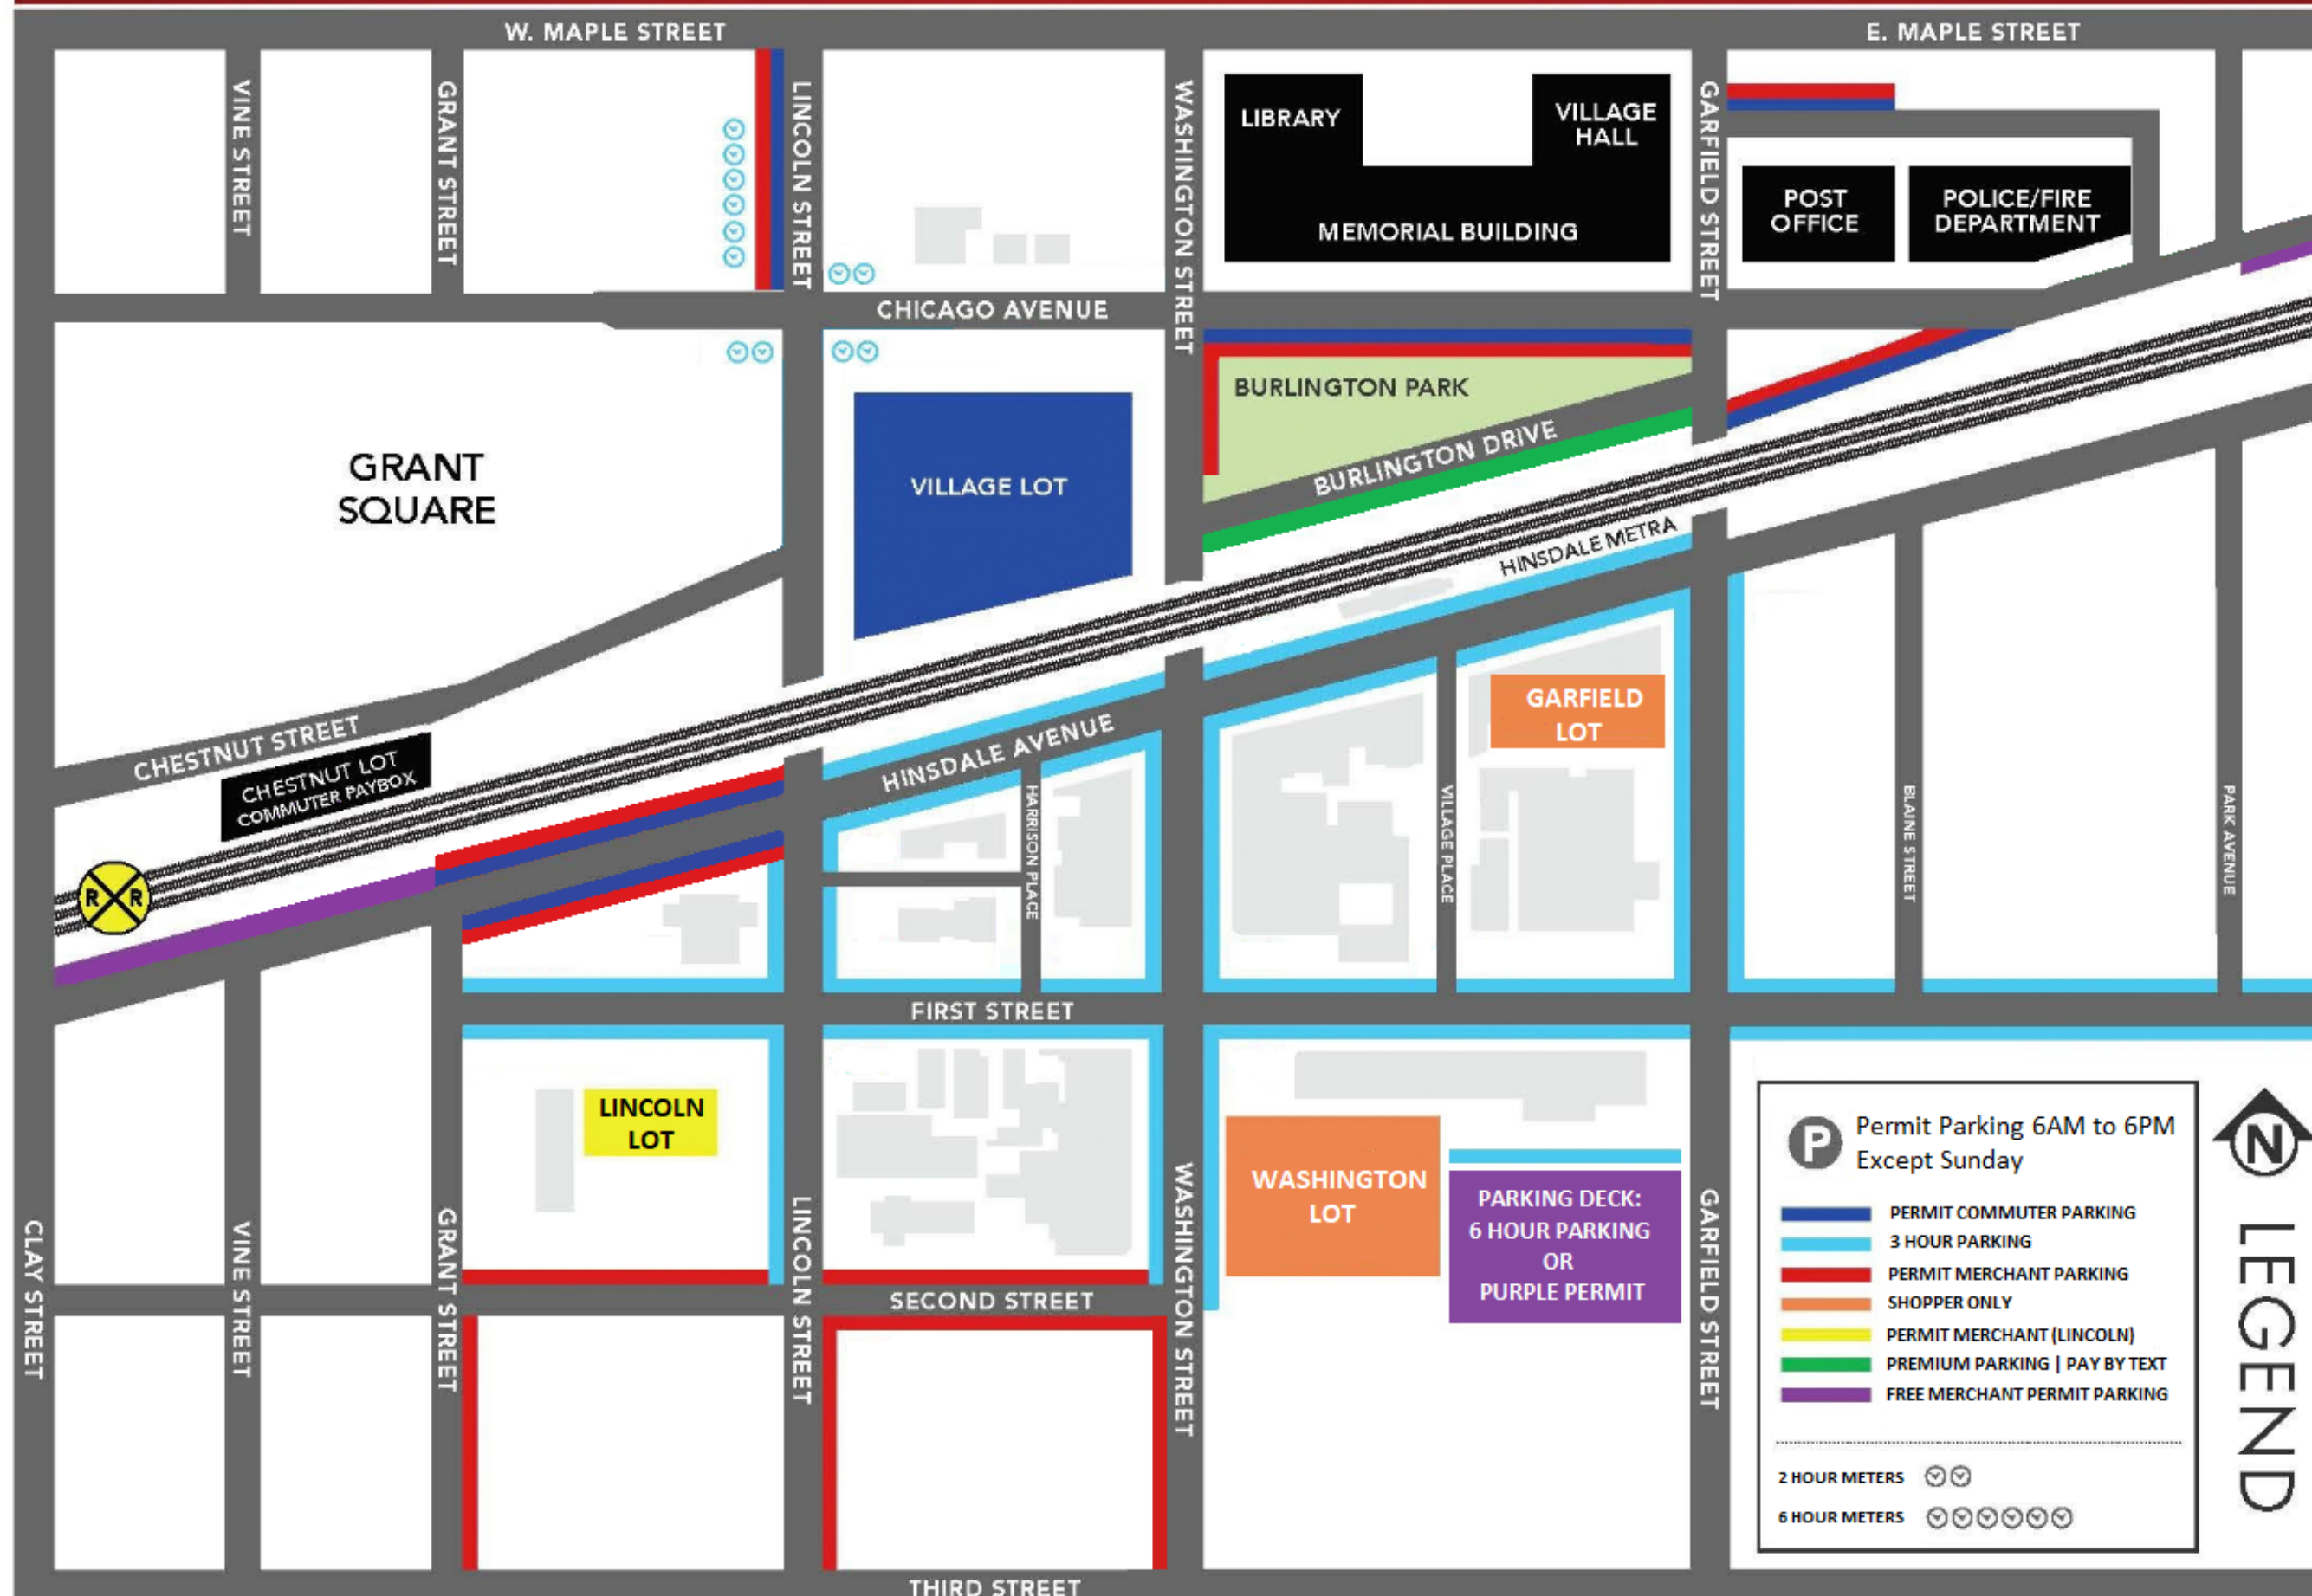 W. MAPLE STREET
E. MAPLE STREET
VINE STREET
GRANT STREET
LINCOLN STREET
WASHINGTON STREET
LIBRARY
VILLAGE
HALL
MEMORIAL BUILDING
GARFIELD STREET
POST
OFFICE
POLICE/FIRE
DEPARTMENT
CHICAGO AVENUE
GRANT
SQUARE
VILLAGE LOT
BURLINGTON PARK
BURLINGTON DRIVE
HINSDALE METRA
CHESTNUT STREET
CHESTNUT LOT
COMMUTER PAYBOX
R R
HINSDALE AVENUE
HARRISON PLACE
VILLAGE PLACE
GARFIELD
LOT
BLAINE STREET
PARK AVENUE
FIRST STREET
LINCOLN
LOT
WASHINGTON
LOT
PARKING DECK:
6 HOUR PARKING
OR
PURPLE PERMIT
CLAY STREET
VINE STREET
GRANT STREET
LINCOLN STREET
SECOND STREET
WASHINGTON STREET
GARFIELD STREET
THIRD STREET
P
Permit Parking 6AM to 6PM
Except Sunday
PERMIT COMMUTER PARKING
3 HOUR PARKING
PERMIT MERCHANT PARKING
SHOPPER ONLY
PERMIT MERCHANT (LINCOLN)
PREMIUM PARKING | PAY BY TEXT
FREE MERCHANT PERMIT PARKING
2 HOUR METERS
6 HOUR METERS
N
LEGEND